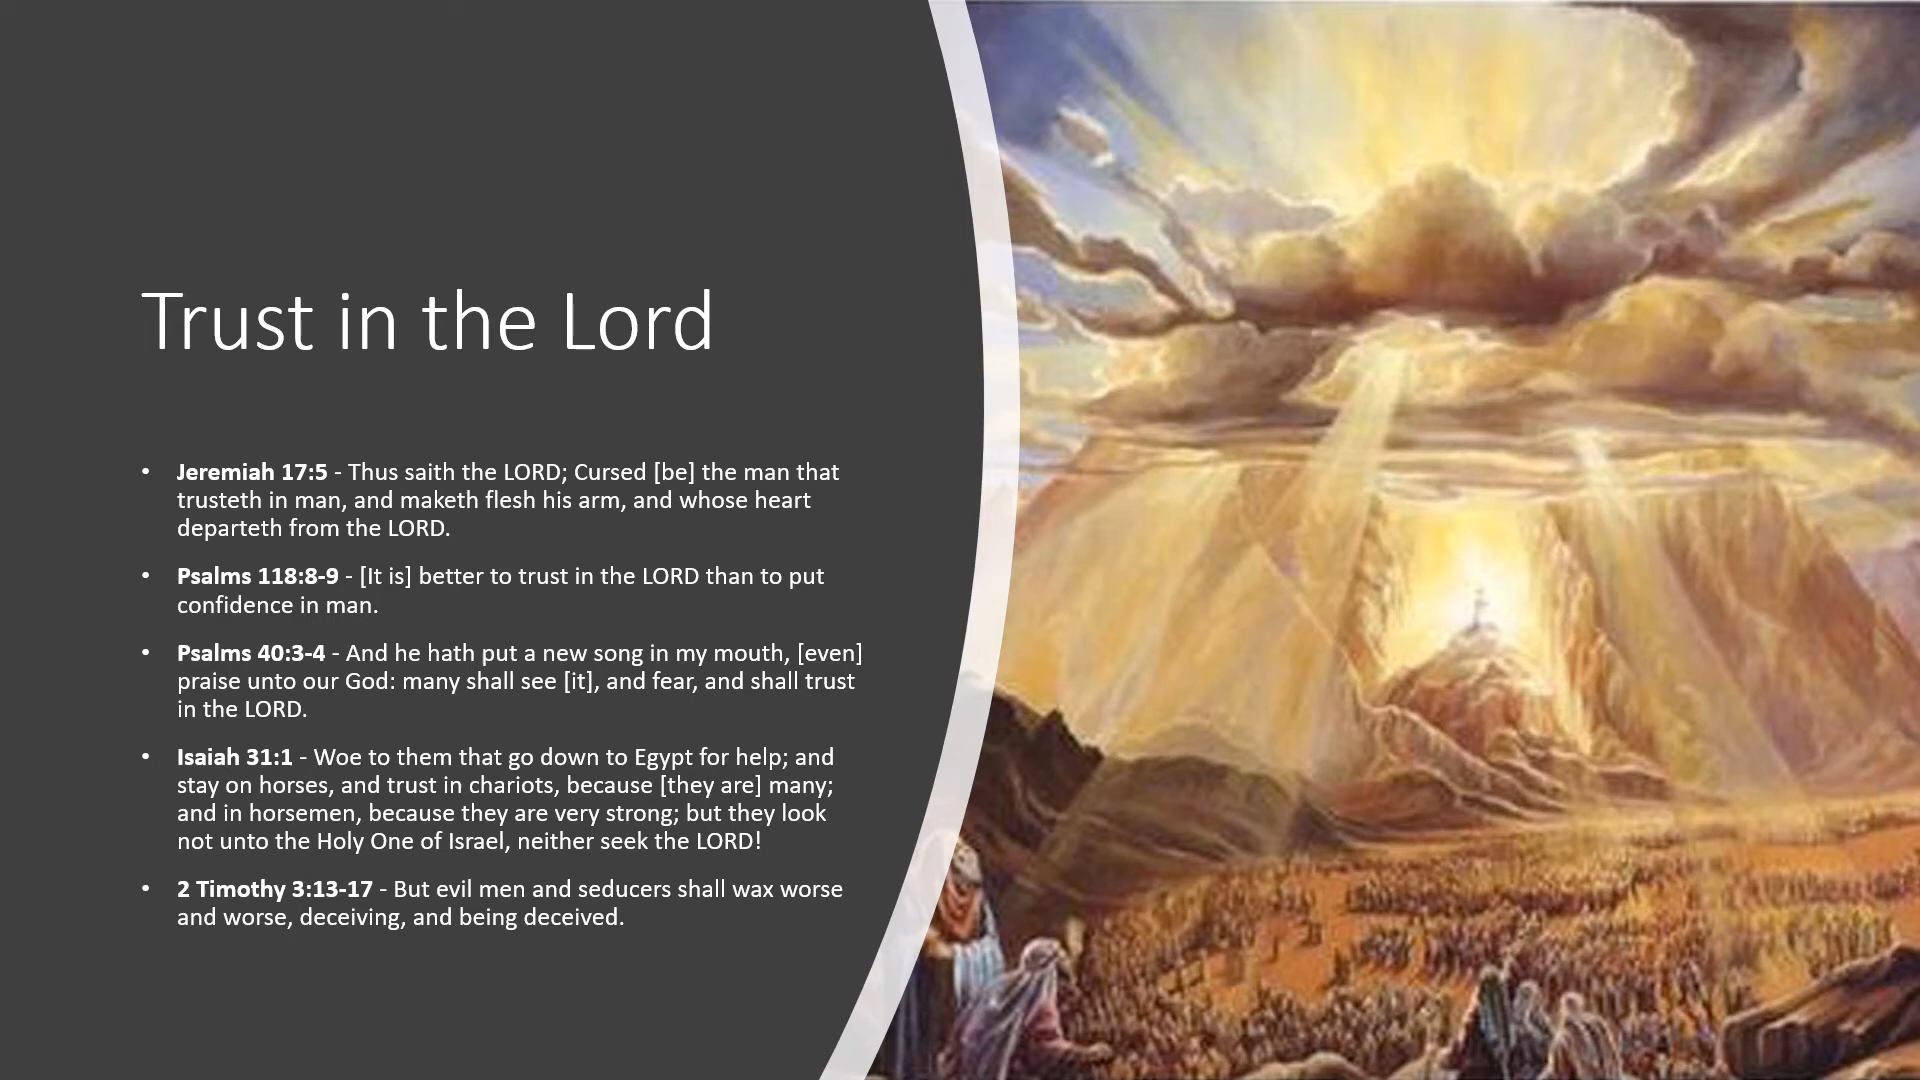 Trust in the Lord
• Jeremiah 17:5 - Thus saith the LORD; Cursed [be] the man that
trusteth in man, and maketh flesh his arm, and whose heart
departeth from the LORD.
• Psalms 118:8-9 - [It is] better to trust in the LORD than to put
confidence in man.
• Psalms 40:3-4 - And he hath put a new song in my mouth, [even]
praise unto our God: many shall see [it], and fear, and shall trust
in the LORD.
• Isaiah 31:1 - Woe to them that go down to Egypt for help; and
stay on horses, and trust in chariots, because [they are] many;
and in horsemen, because they are very strong; but they look
not unto the Holy One of Israel, neither seek the LORD!
• 2 Timothy 3:13-17 - But evil men and seducers shall wax worse
and worse, deceiving, and being deceived.